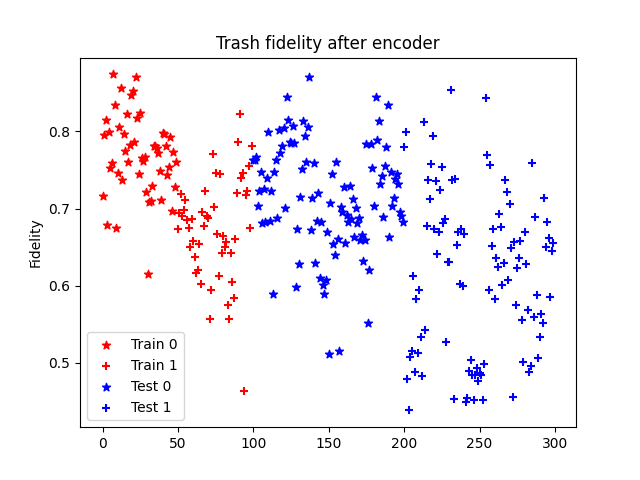 Trash fidelity after encoder
Fidelity
0.8
0.7
0.6
0.5
Train 0
Train 1
Test 0
Test 1
0 50 100 150 200 250 300